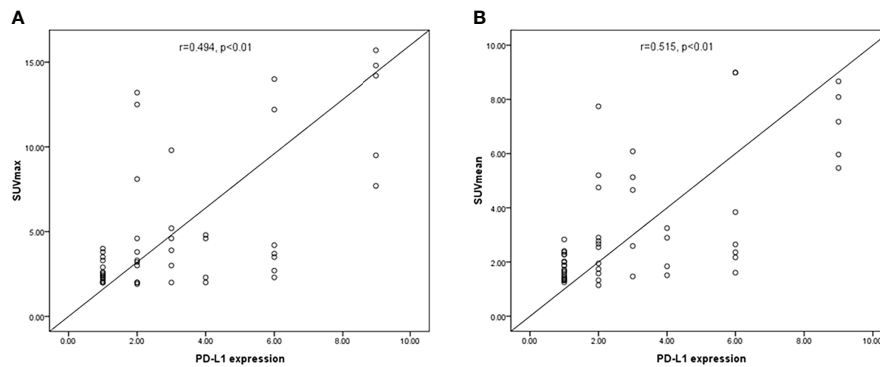 A
r=0.494, p<0.01
15.00
10.00
5.00
0.00
SUVmax
0.00 2.00 4.00 6.00 8.00 10.00
PD-L1 expression
B
r=0.515, p<0.01
10.00
8.00
6.00
4.00
2.00
0.00
SUVmean
0.00 2.00 4.00 6.00 8.00 10.00
PD-L1 expression